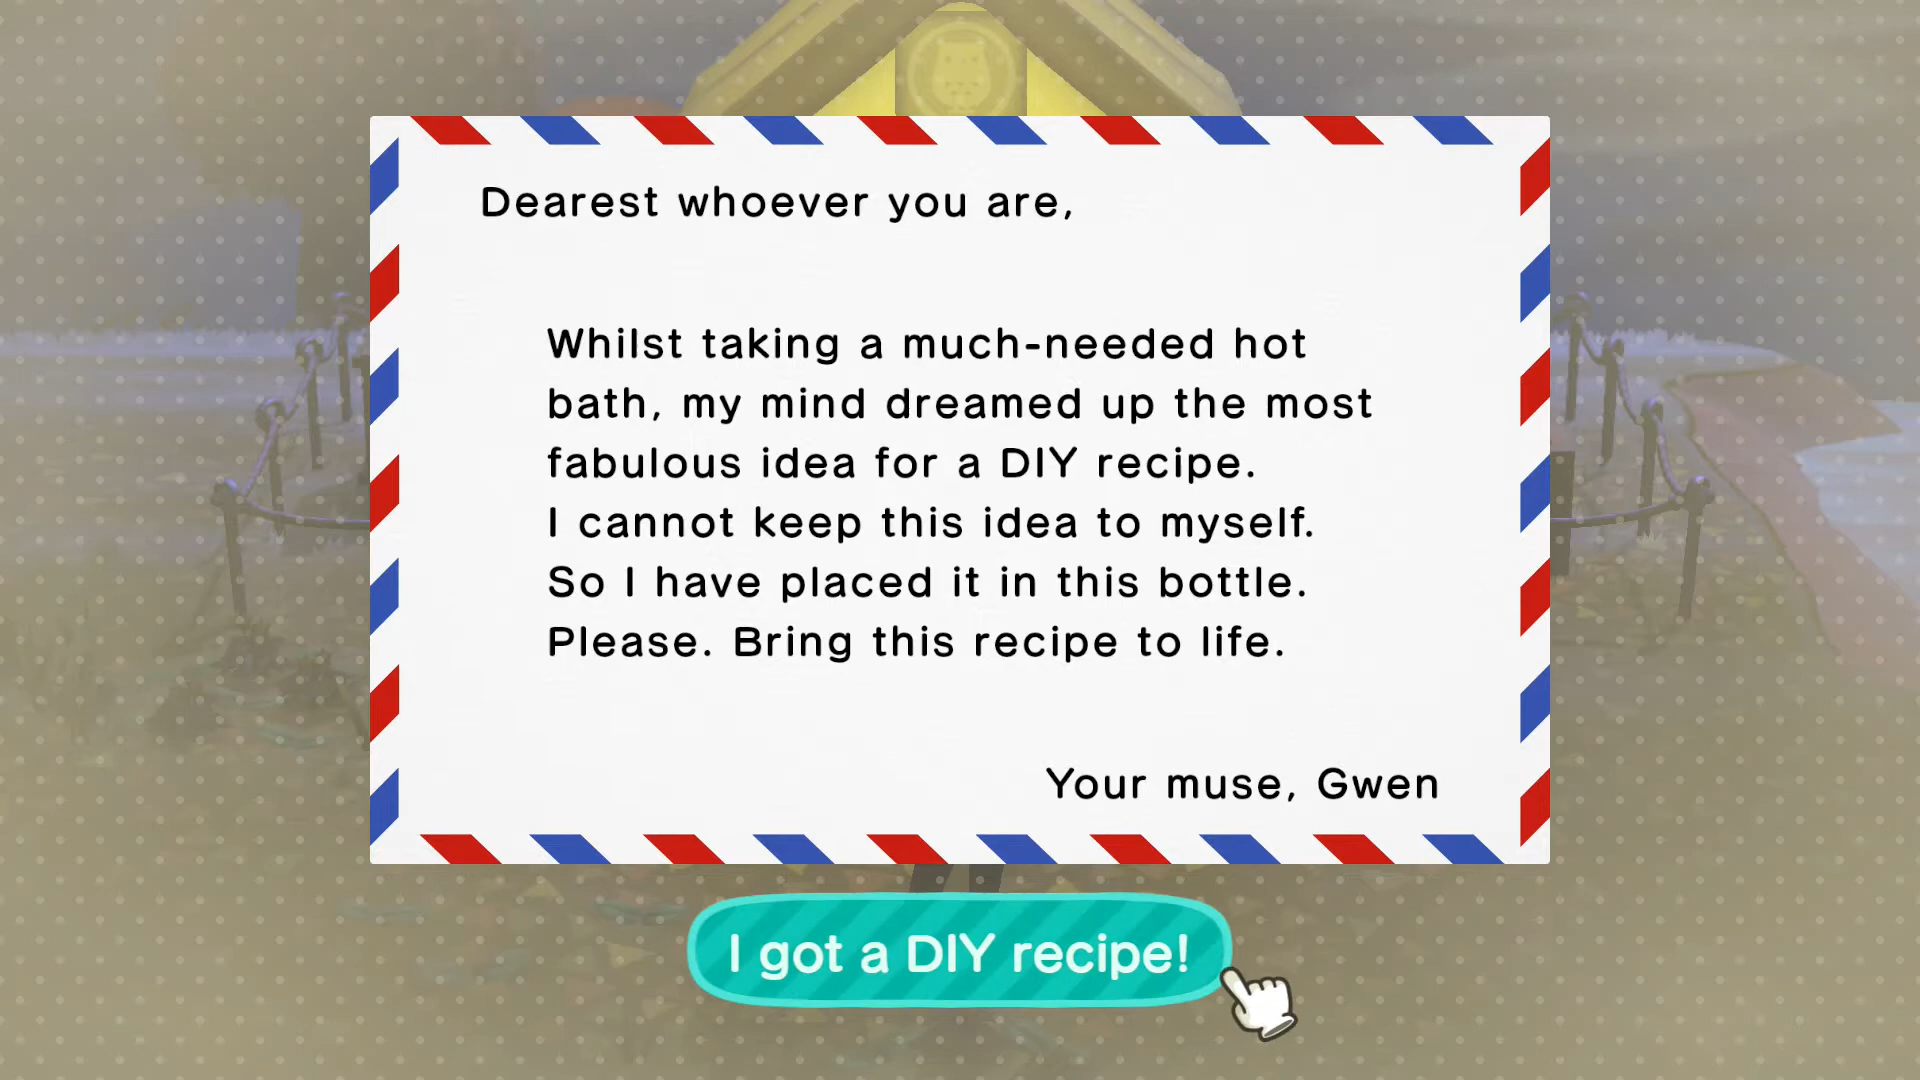 Dearest whoever you are,
Whilst taking a much-needed hot
bath, my mind dreamed up the most
fabulous idea for a DIY recipe.
I cannot keep this idea to myself.
So I have placed it in this bottle.
Please. Bring this recipe to life.
Your muse, Gwen
I got a DIY recipe!